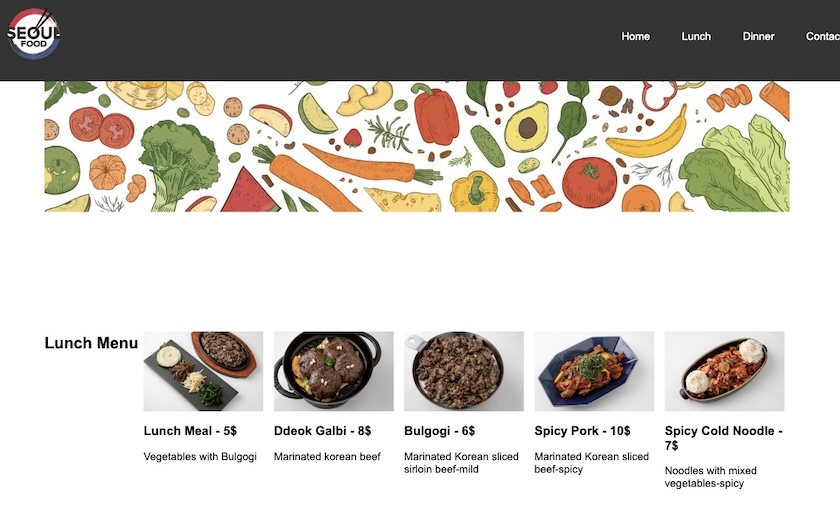 SEOUL
FOOD
Home Lunch Dinner Contac
Lunch Menu
Lunch Meal - 5$
Vegetables with Bulgogi
Ddeok Galbi - 8$
Marinated korean beef
Bulgogi - 6$
Marinated Korean sliced
sirloin beef-mild
Spicy Pork - 10$
Marinated Korean sliced
beef-spicy
Spicy Cold Noodle -
7$
Noodles with mixed
vegetables-spicy